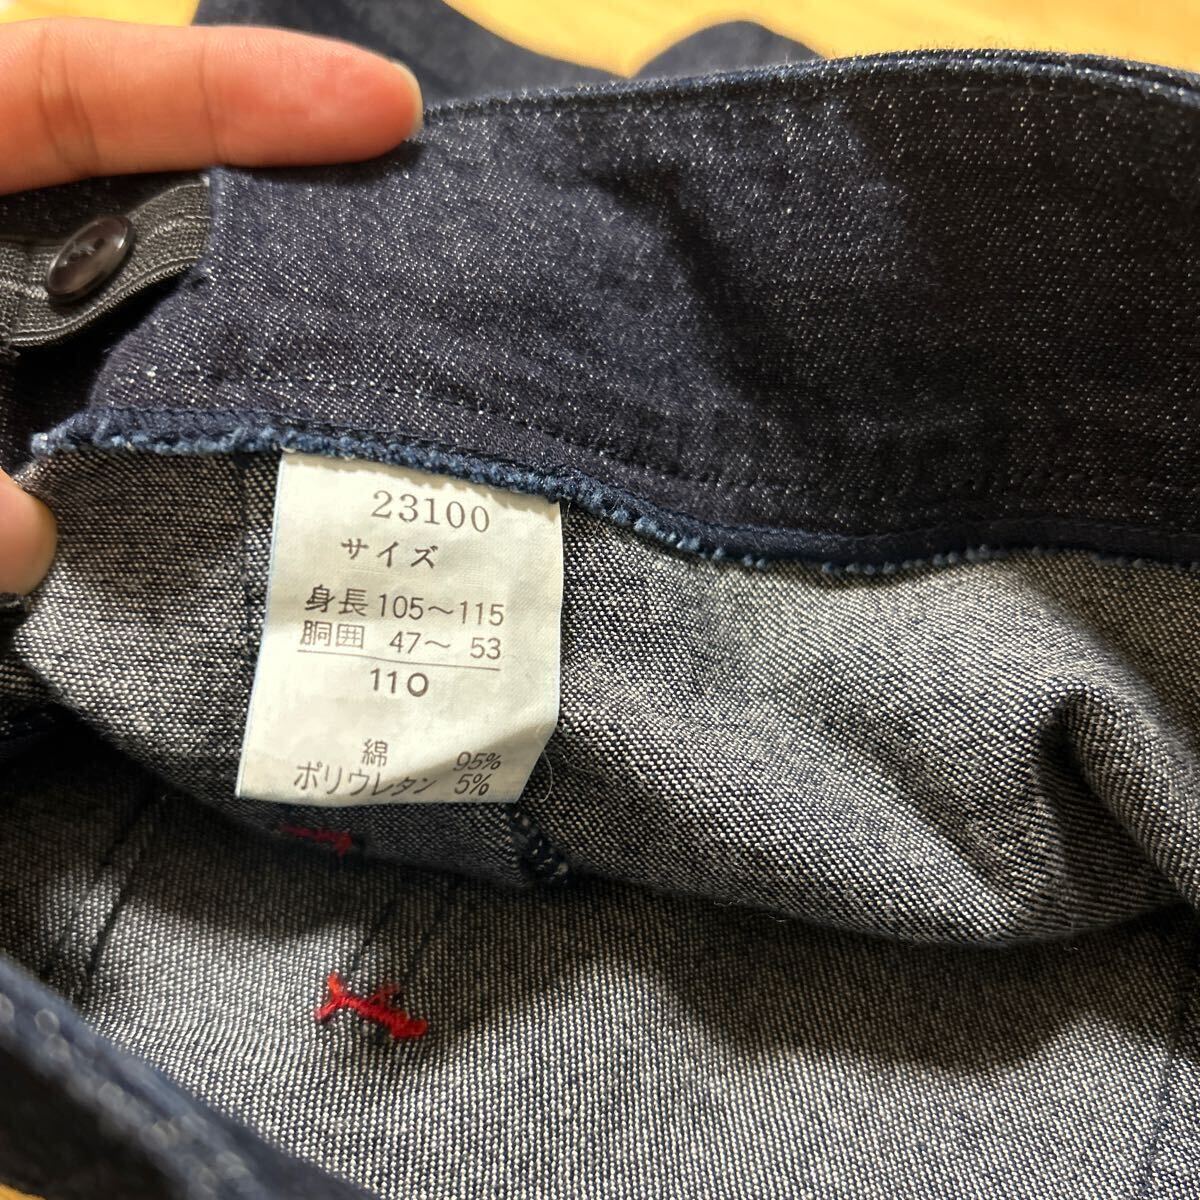 23100
サイズ
身長 105～115
胴囲 47～ 53
110
綿 95%
ポリウレタン 5%